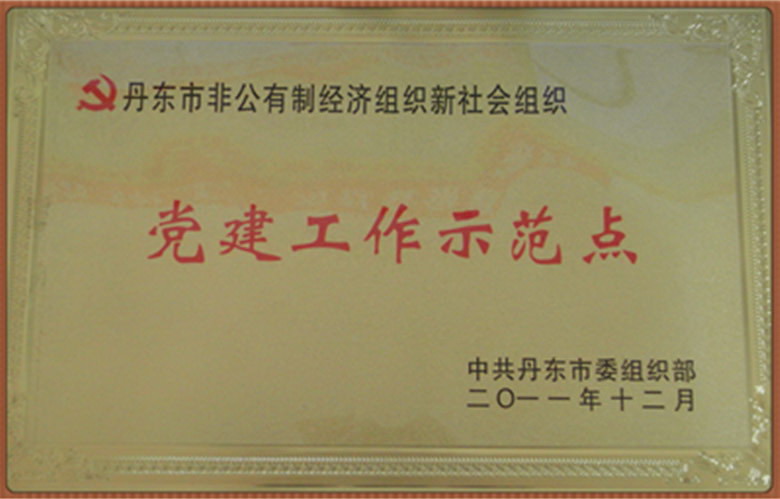 丹东市非公有制经济组织新社会组织
党建工作示范点
中共丹东市委组织部
二〇一一年十二月